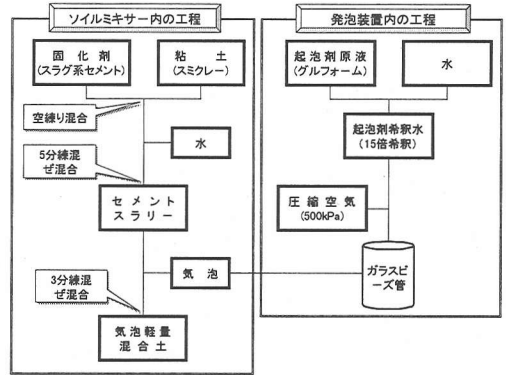 ソイルミキサー内の工程
固化剤
(スラグ系セメント)
粘土
(スミクレー)
空練り混合
水
5分練混
ぜ混合
セメント
スラリー
気泡
3分練混
ぜ混合
気泡軽量
混合土
発泡装置内の工程
起泡剤原液
(グルフォーム)
水
起泡剤希釈水
(15倍希釈)
圧縮空気
(500kPa)
ガラスビ
ーズ管